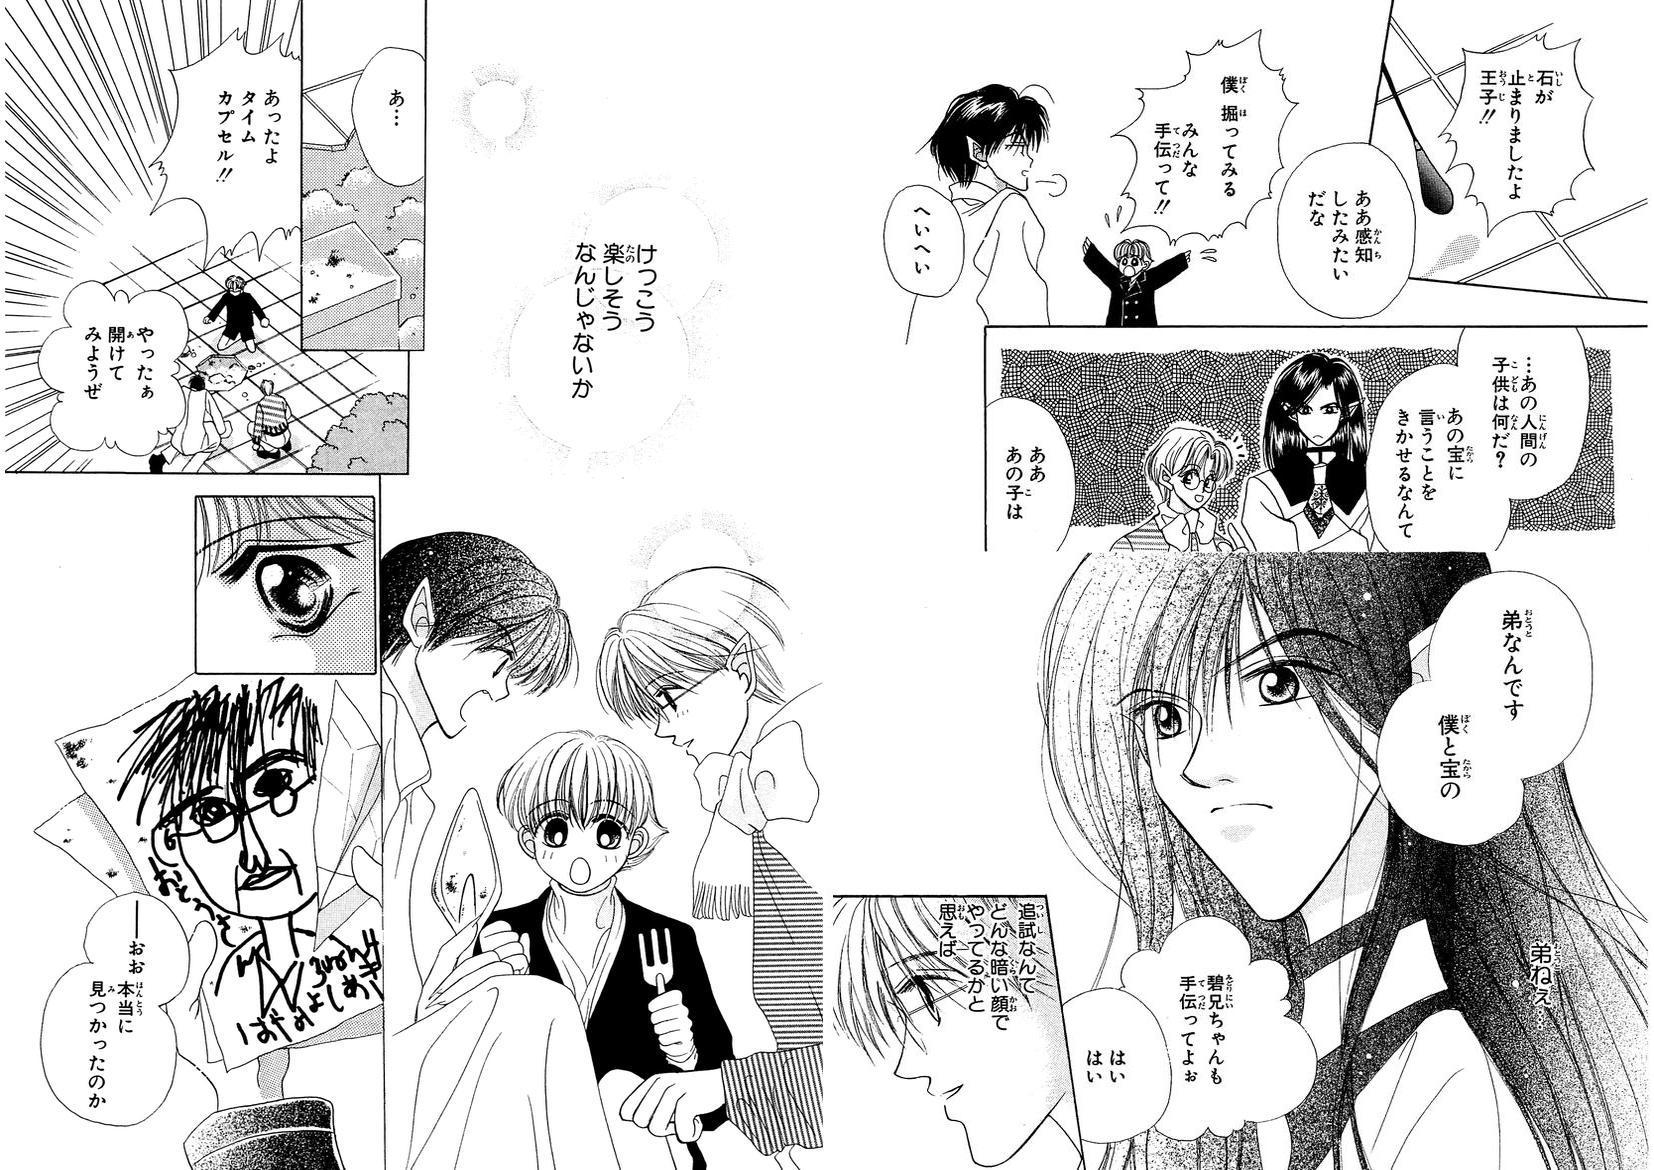 石が
止まりましたよ
王子!!
ああ感知
したみたい
だな
僕 掘ってみる
みんな
手伝って!!
へいへい
…あの人間の
子供は何だ?
あの宝に
言うことを
きかせるなんて
ああ
あの子は
弟なんです
僕と宝の
弟ねえ…
碧兄ちゃんも
手伝ってよぉ
はい
はい
追試なんて
どんな暗い顔で
やってるかと
思えば
けっこう
楽しそう
なんじゃないか
あ…
あったよ
タイム
カプセル!!
やったぁ
開けて
みようぜ
おとうさ
はやみよしあ
―おお本当に
見つかったのか